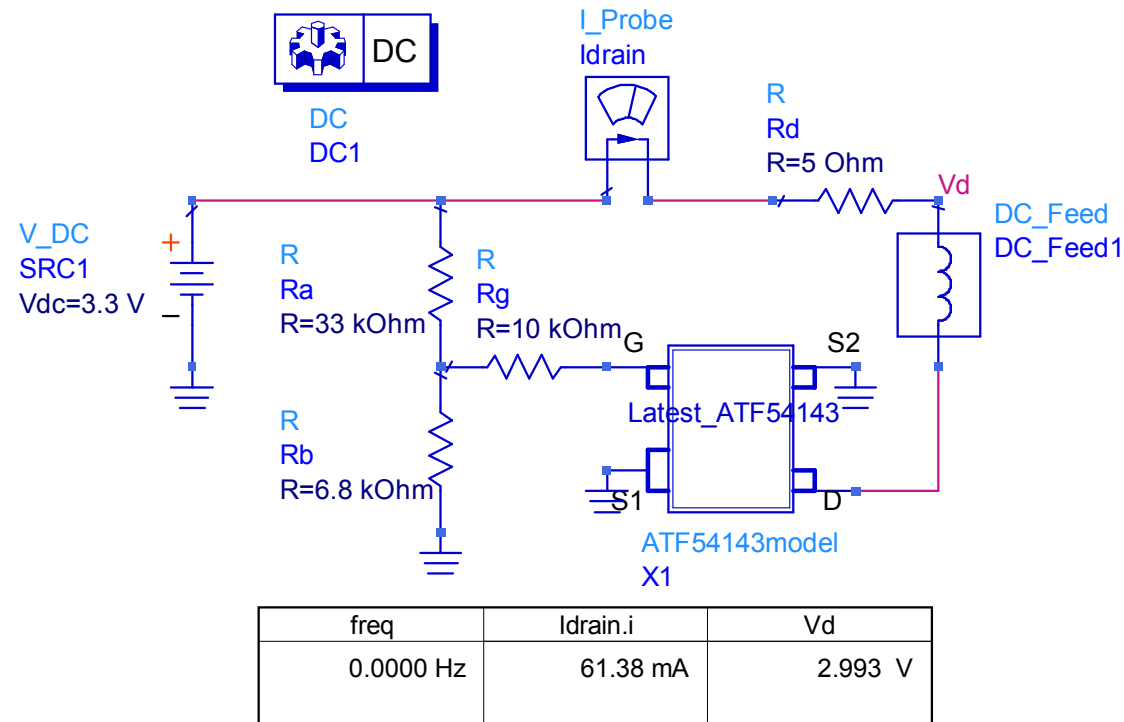 I_Probe
Idrain
DC
DC
DC1
R
Rd
R=5 Ohm
Vd
DC_Feed
DC_Feed1
V_DC
SRC1
Vdc=3.3 V
+
−
R
Ra
R=33 kOhm
R
Rg
R=10 kOhm
G
S2
Latest_ATF54143
R
Rb
R=6.8 kOhm
S1
D
ATF54143model
X1
freq Idrain.i Vd
0.0000 Hz 61.38 mA 2.993 V